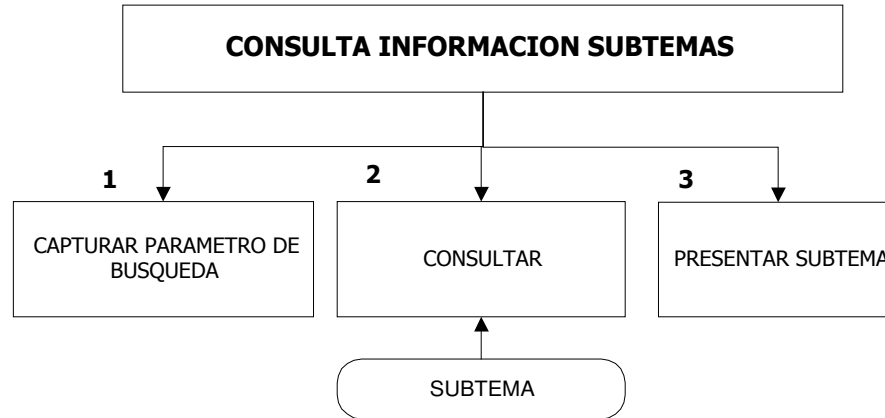 CONSULTA INFORMACION SUBTEMAS
1
2
3
CAPTURAR PARAMETRO DE
BUSQUEDA
CONSULTAR
PRESENTAR SUBTEMA
SUBTEMA